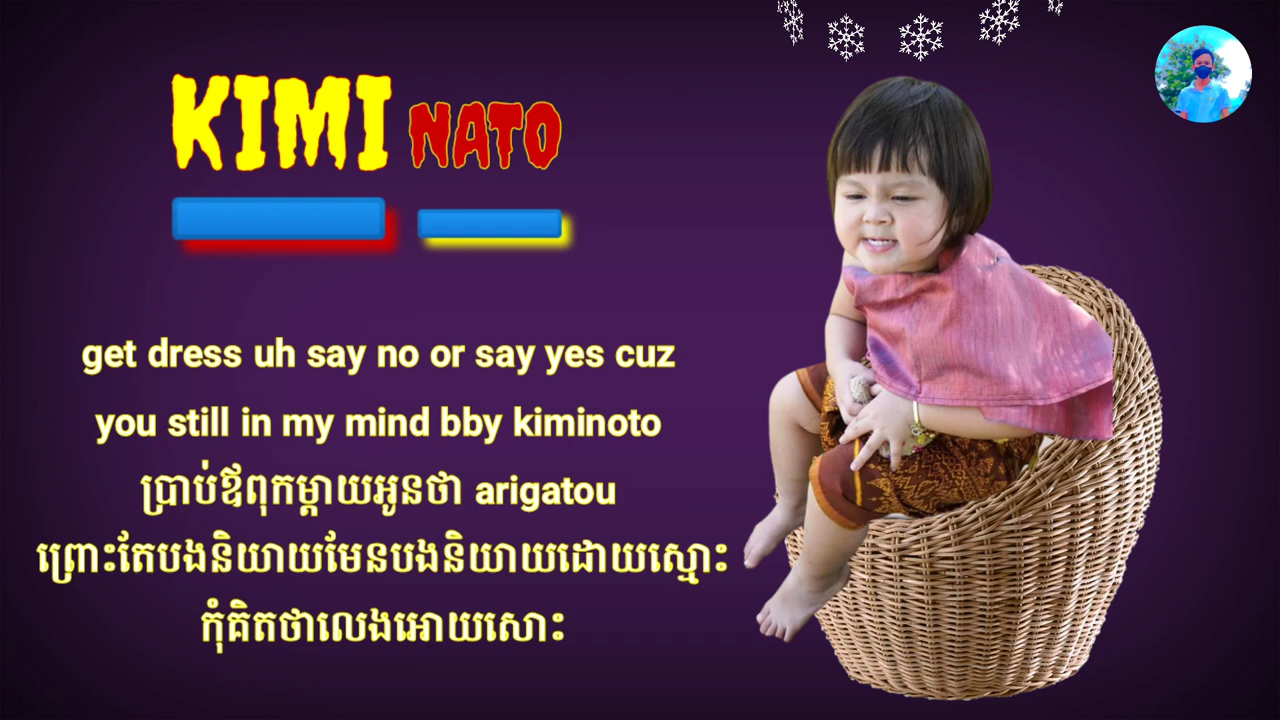 KIMI NATO
get dress uh say no or say yes cuz
you still in my mind bby kiminoto
ប្រាប់ឪពុកម្ដាយអូនថា arigatou
ព្រោះតែបងនិយាយមែនបងនិយាយដោយស្មោះ
កុំគិតថាលេងអោយសោះ